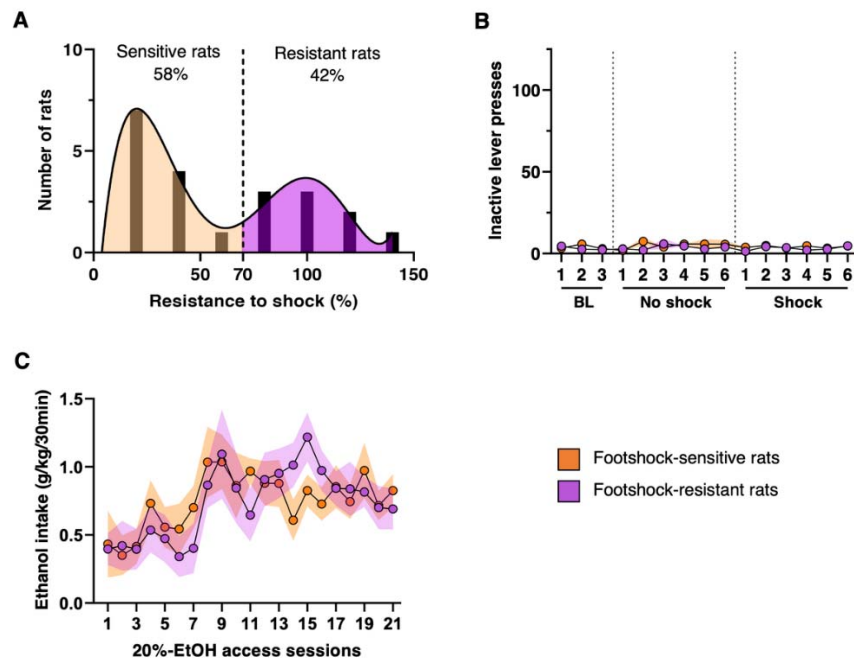 A
Sensitive rats
58%
Resistant rats
42%
10
5
0
Number of rats
0 50 70 100 150
Resistance to shock (%)
B
100
50
0
Inactive lever presses
1 2 3 1 2 3 4 5 6 1 2 3 4 5 6
BL No shock Shock
C
1.5
1.0
0.5
0.0
Ethanol intake (g/kg/30min)
1 3 5 7 9 11 13 15 17 19 21
20%-EtOH access sessions
Footshock-sensitive rats
Footshock-resistant rats